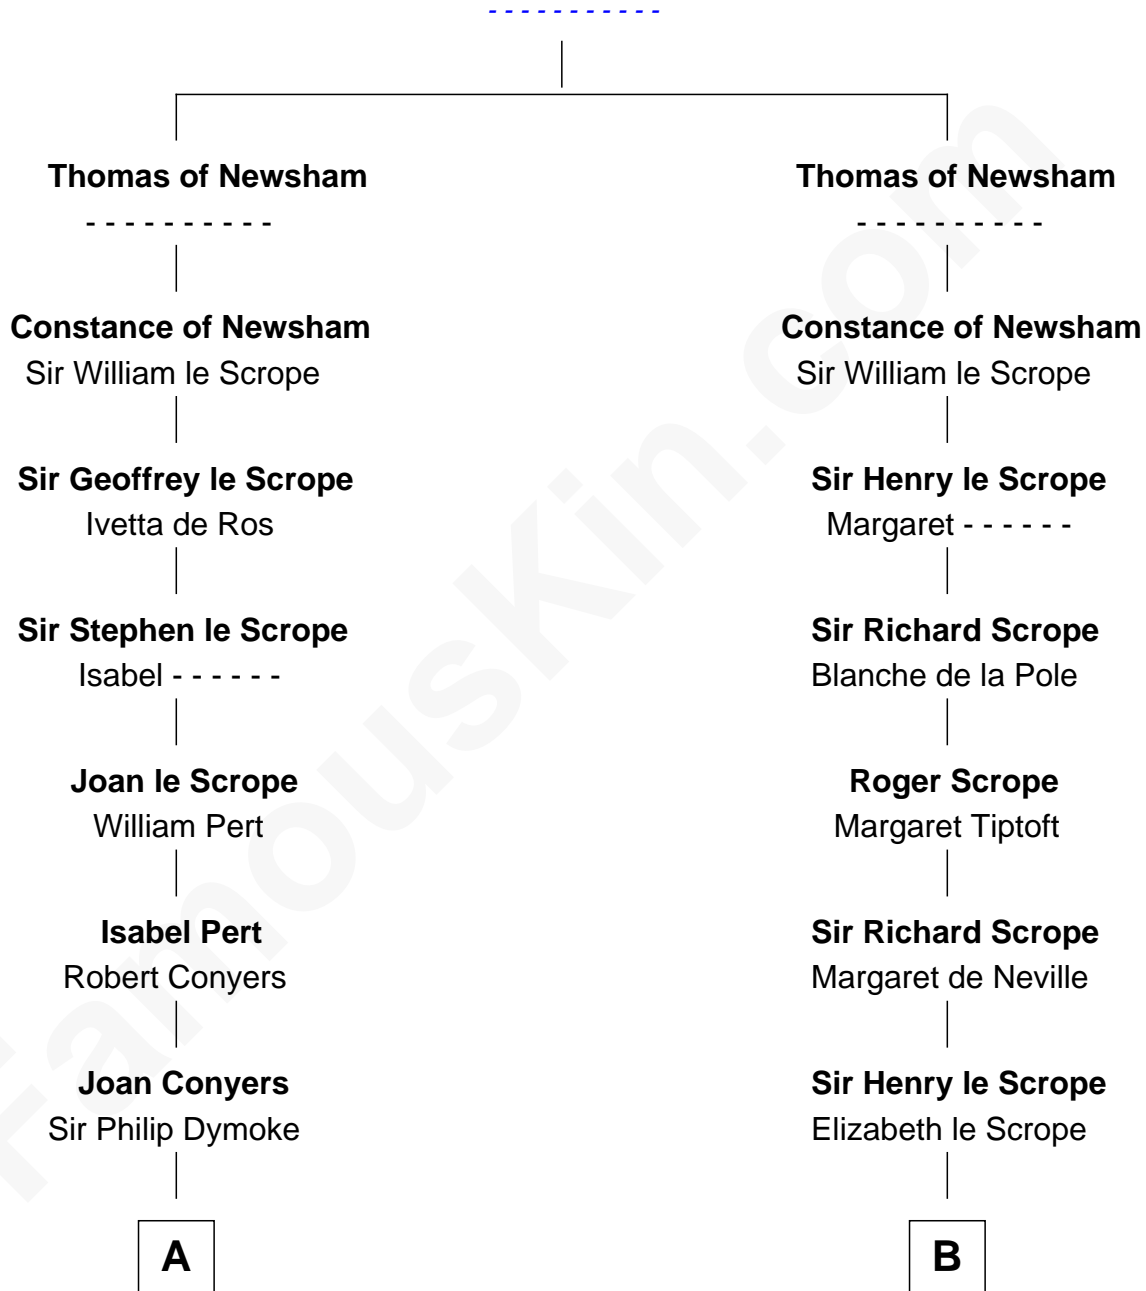 - - - - - - - - - - -
Thomas of Newsham
- - - - - - - - - -
Constance of Newsham
Sir William le Scrope
Sir Geoffrey le Scrope
Ivetta de Ros
Sir Stephen le Scrope
Isabel - - - - - -
Joan le Scrope
William Pert
Isabel Pert
Robert Conyers
Joan Conyers
Sir Philip Dymoke
A
Thomas of Newsham
- - - - - - - - - -
Constance of Newsham
Sir William le Scrope
Sir Henry le Scrope
Margaret - - - - - -
Sir Richard Scrope
Blanche de la Pole
Roger Scrope
Margaret Tiptoft
Sir Richard Scrope
Margaret de Neville
Sir Henry le Scrope
Elizabeth le Scrope
B
FamousKin.com